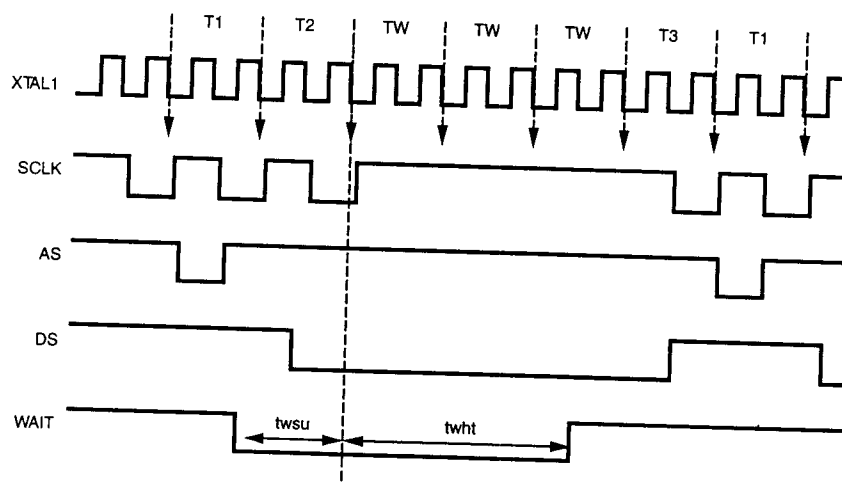 T1 T2 TW TW TW T3 T1
XTAL1
SCLK
AS
DS
WAIT twsu twht